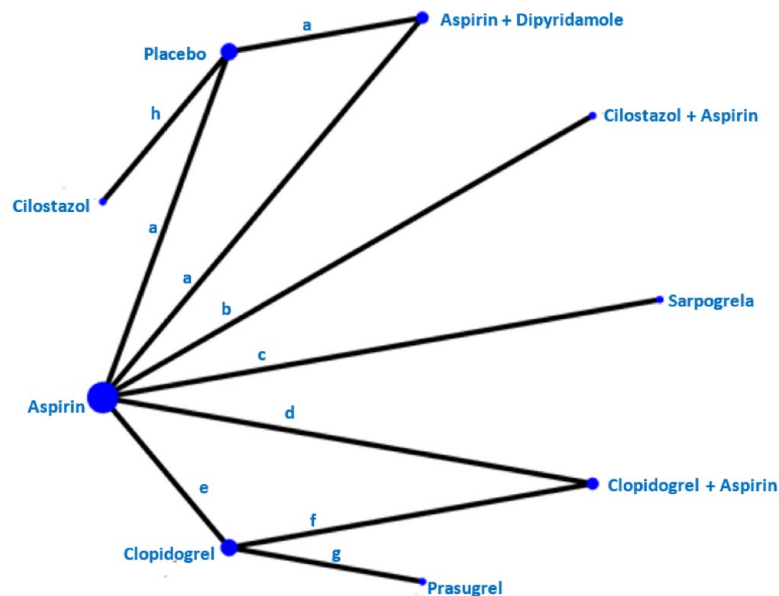 a
Aspirin + Dipyridamole
Placebo
h
Cilostazol + Aspirin
Cilostazol
a
a
b
Sarpogrela
c
Aspirin
d
e
Clopidogrel + Aspirin
f
Clopidogrel
g
Prasugrel